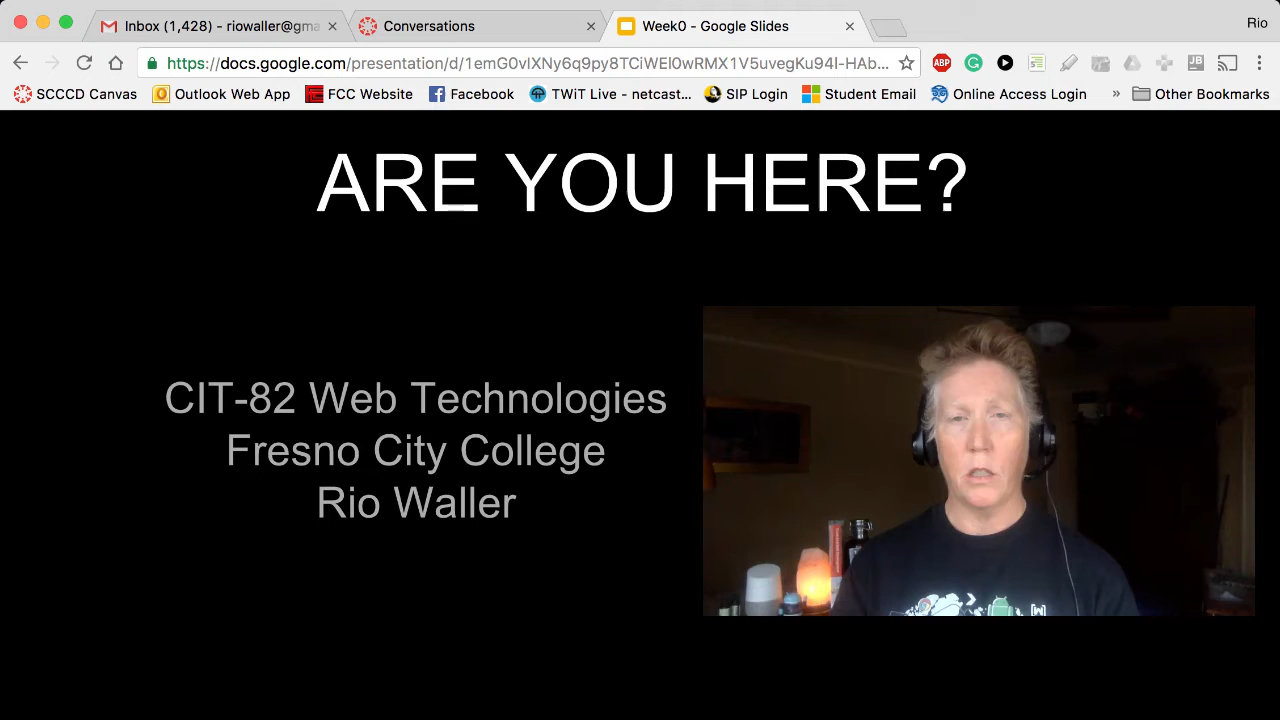 Inbox (1,428) - riowaller@gma
Conversations
Week0 - Google Slides
Rio
https://docs.google.com/presentation/d/1emG0vIXNy6q9py8TCiWEl0wRMX1V5uvegKu94I-HAb...
ABP
JB
SCCCD Canvas
Outlook Web App
FCC Website
Facebook
TWiT Live - netcast...
SIP Login
Student Email
Online Access Login
»
Other Bookmarks
ARE YOU HERE?
CIT-82 Web Technologies
Fresno City College
Rio Waller